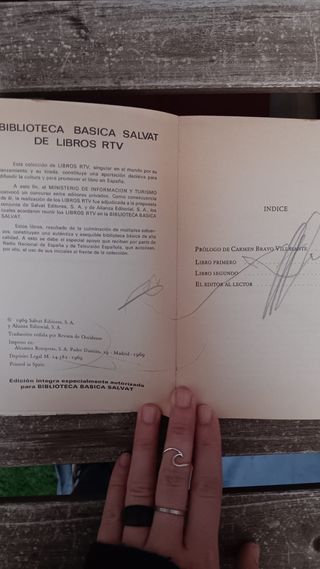 BIBLIOTECA BASICA SALVAT
DE LIBROS RTV
Esta colección de LIBROS RTV, singular en el mundo por su
lanzamiento y su tirada, constituye una aportación decisiva para
difundir la cultura y para promover el libro en España.
A este fin, el MINISTERIO DE INFORMACION Y TURISMO
convocó un concurso entre editores privados. Como consecuencia
de él, la realización de los LIBROS RTV fue adjudicada a la propuesta
conjunta de Salvat Editores, S. A. y de Alianza Editorial, S. A., los
cuales acordaron reunir los LIBROS RTV en la BIBLIOTECA BASICA
SALVAT.
Estos libros, resultado de la culminación de múltiples esfuer-
zos, constituyen una auténtica y asequible biblioteca básica de alta
calidad. A esto se debe el especial apoyo que reciben por parte de
Radio Nacional de España y de Televisión Española, que autorizan,
por ello, el uso de sus iniciales al frente de la colección.
© 1969 Salvat Editores, S. A.
y Alianza Editorial, S. A.
Traducción cedida por Revista de Occidente
Impreso en:
Altamira-Rotopress, S. A. Padre Damián, 19 - Madrid - 1969
Depósito Legal M. 14.382 - 1969
Printed in Spain
Edición íntegra especialmente autorizada
para BIBLIOTECA BASICA SALVAT
INDICE
PRÓLOGO DE CARMEN BRAVO VILLASANTE
LIBRO PRIMERO
LIBRO SEGUNDO
EL EDITOR AL LECTOR